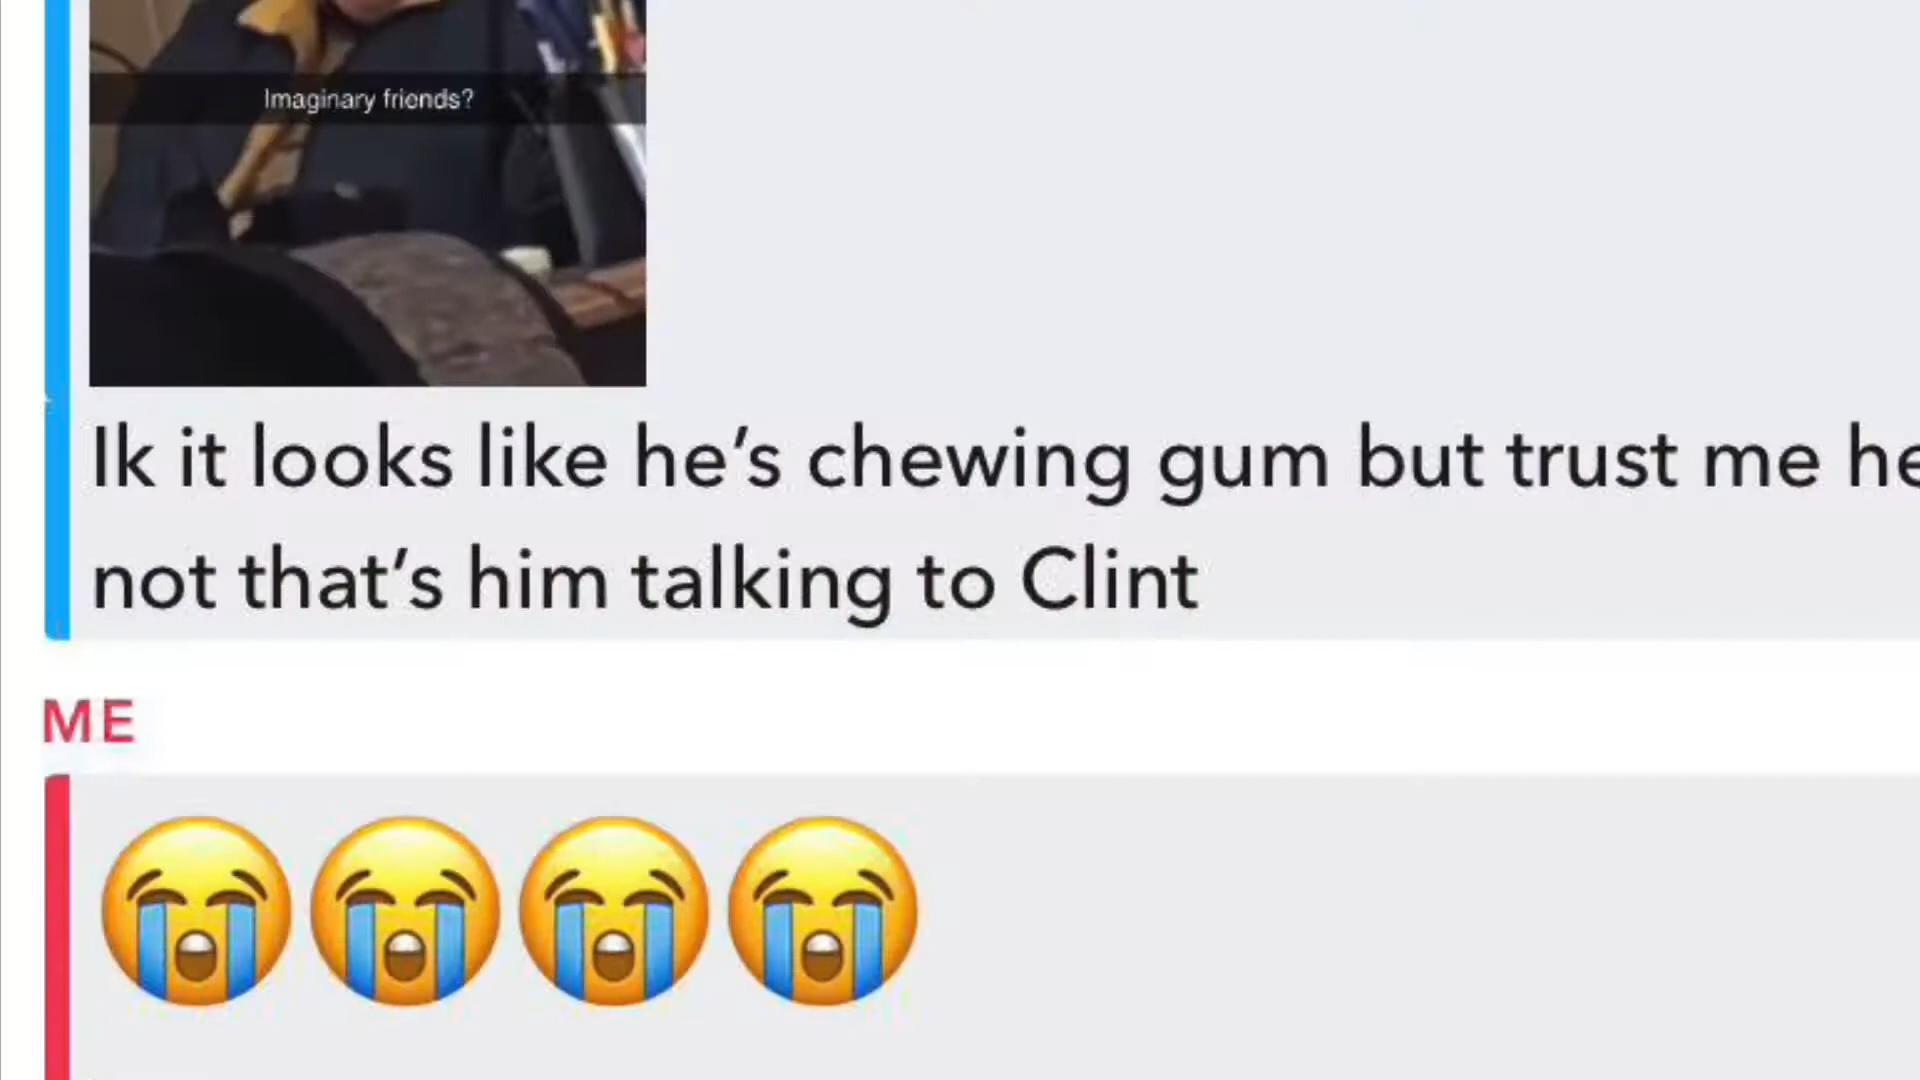 Imaginary friends?
Ik it looks like he's chewing gum but trust me he
not that's him talking to Clint
ME
😭😭😭😭